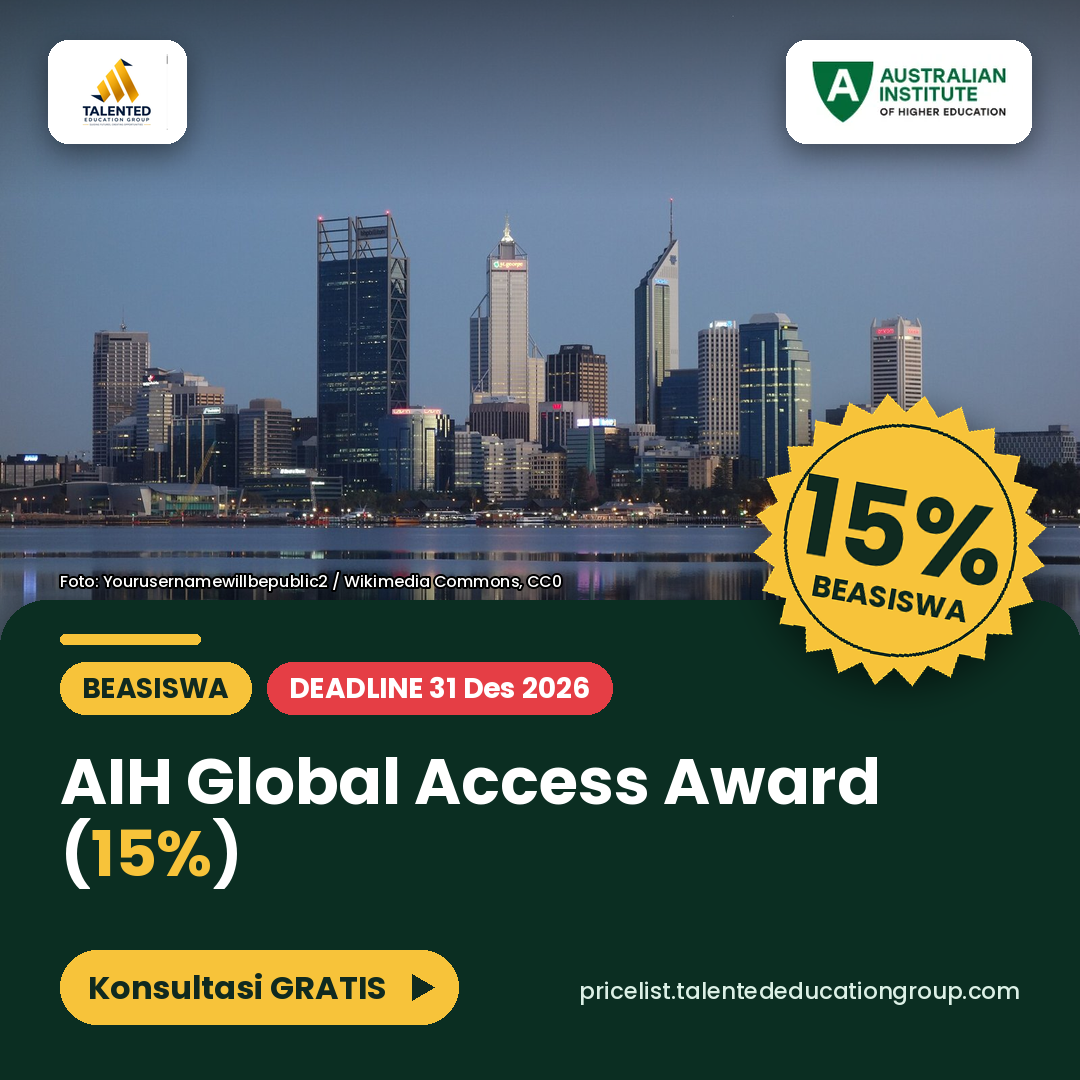 TALENTED
EDUCATION GROUP
AUSTRALIAN
INSTITUTE
OF HIGHER EDUCATION
15%
BEASISWA
Foto: Yourusernamewillbepublic2 / Wikimedia Commons, CC0
BEASISWA
DEADLINE 31 Des 2026
AIH Global Access Award
(15%)
Konsultasi GRATIS
pricelist.talentededucationgroup.com